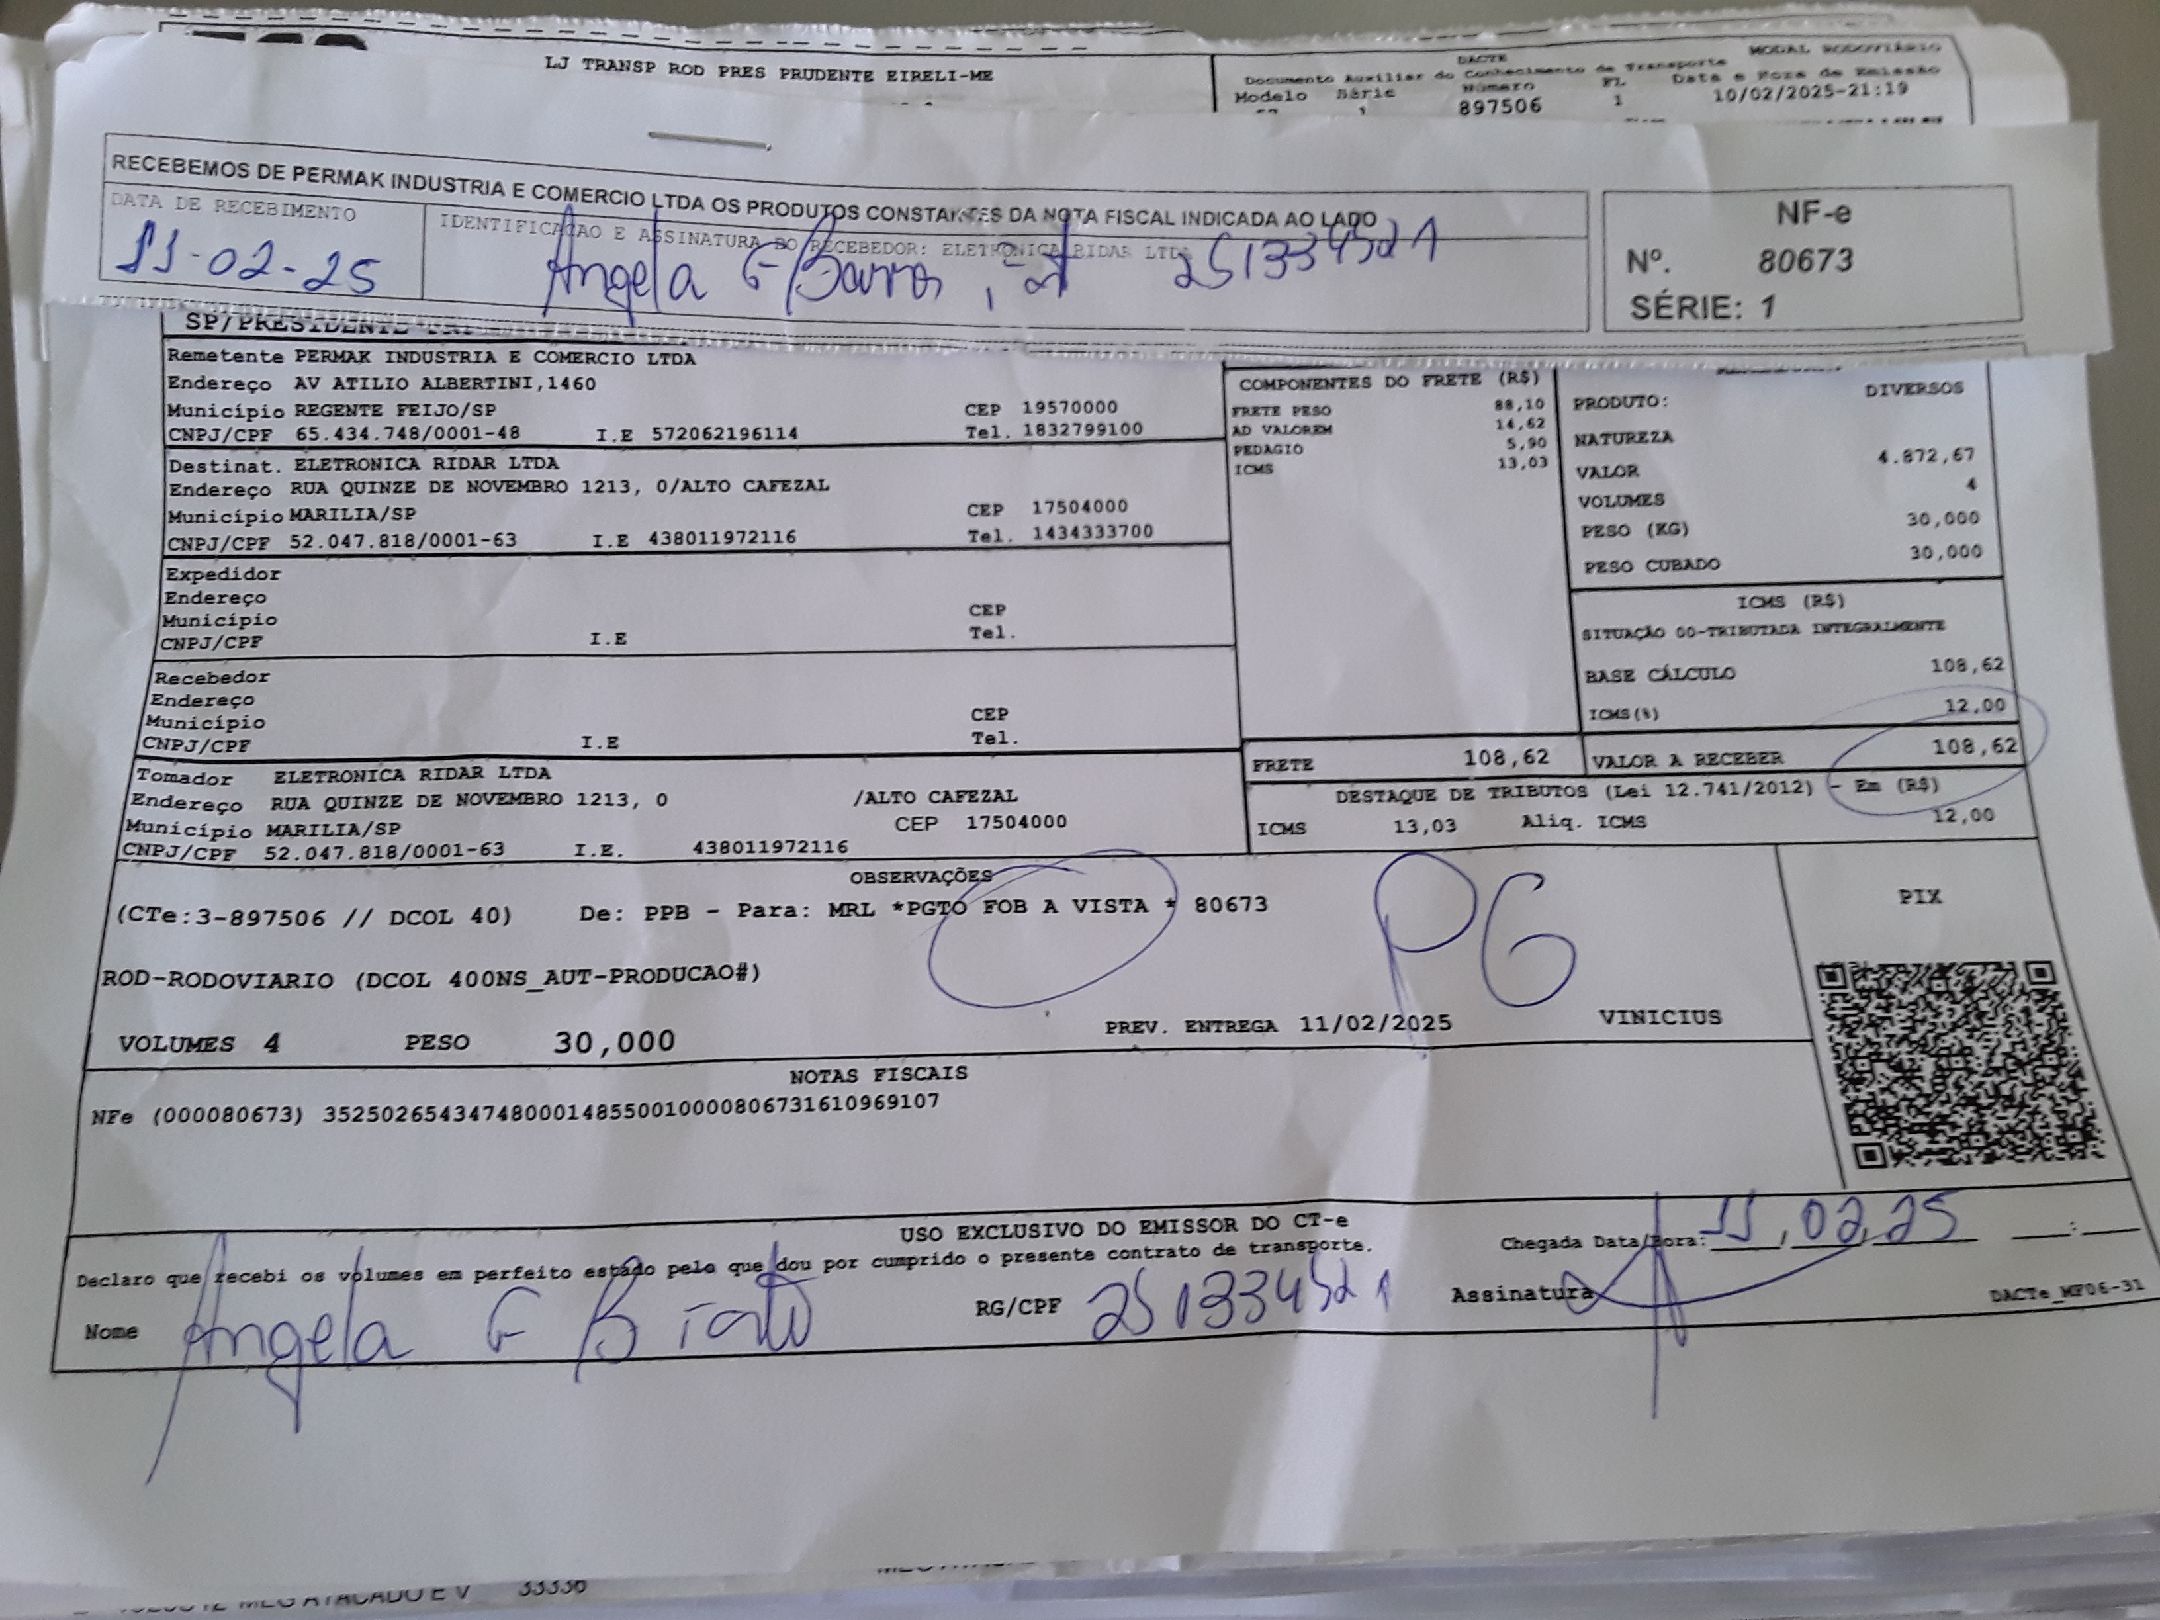 LJ TRANSP ROD PRES PRUDENTE EIRELI-ME
DACTE
MODAL RODOVIÁRIO
Documento Auxiliar do Conhecimento de Transporte
Modelo Série Número FL Data e Hora de Emissão
1 897506 1 10/02/2025-21:19
RECEBEMOS DE PERMAK INDUSTRIA E COMERCIO LTDA OS PRODUTOS CONSTANTES DA NOTA FISCAL INDICADA AO LADO
DATA DE RECEBIMENTO
11-02-25
IDENTIFICAÇAO E ASSINATURA DO RECEBEDOR: ELETRONICA RIDAR LTDA
Angela G Barros
251334521
NF-e
Nº. 80673
SÉRIE: 1
SP/PRESIDENTE
Remetente PERMAK INDUSTRIA E COMERCIO LTDA
Endereço AV ATILIO ALBERTINI,1460
Município REGENTE FEIJO/SP CEP 19570000
CNPJ/CPF 65.434.748/0001-48 I.E 572062196114 Tel. 1832799100
Destinat. ELETRONICA RIDAR LTDA
Endereço RUA QUINZE DE NOVEMBRO 1213, 0/ALTO CAFEZAL
Município MARILIA/SP CEP 17504000
CNPJ/CPF 52.047.818/0001-63 I.E 438011972116 Tel. 1434333700
Expedidor
Endereço
Município CEP
CNPJ/CPF I.E Tel.
Recebedor
Endereço
Município CEP
CNPJ/CPF I.E Tel.
Tomador ELETRONICA RIDAR LTDA
Endereço RUA QUINZE DE NOVEMBRO 1213, 0 /ALTO CAFEZAL
Município MARILIA/SP CEP 17504000
CNPJ/CPF 52.047.818/0001-63 I.E. 438011972116
COMPONENTES DO FRETE (R$)
FRETE PESO 88,10
AD VALOREM 14,62
PEDAGIO 5,90
ICMS 13,03
PRODUTO: DIVERSOS
NATUREZA
VALOR 4.872,67
VOLUMES 4
PESO (KG) 30,000
PESO CUBADO 30,000
ICMS (R$)
SITUAÇÃO 00-TRIBUTADA INTEGRALMENTE
BASE CÁLCULO 108,62
ICMS(%) 12,00
FRETE 108,62 VALOR A RECEBER 108,62
DESTAQUE DE TRIBUTOS (Lei 12.741/2012) - Em (R$)
ICMS 13,03 Aliq. ICMS 12,00
OBSERVAÇÕES
(CTe:3-897506 // DCOL 40) De: PPB - Para: MRL *PGTO FOB A VISTA * 80673
PG
ROD-RODOVIARIO (DCOL 400NS_AUT-PRODUCAO#)
VOLUMES 4 PESO 30,000 PREV. ENTREGA 11/02/2025 VINICIUS
PIX
NOTAS FISCAIS
NFe (000080673) 35250265434748000148550010000806731610969107
USO EXCLUSIVO DO EMISSOR DO CT-e
Declaro que recebi os volumes em perfeito estado pelo que dou por cumprido o presente contrato de transporte.
Chegada Data/Hora: 11,02,25 :
Nome Angela G RG/CPF 251334521 Assinatura
DACTe_MF06-31
MEG ATACADO E V 33336